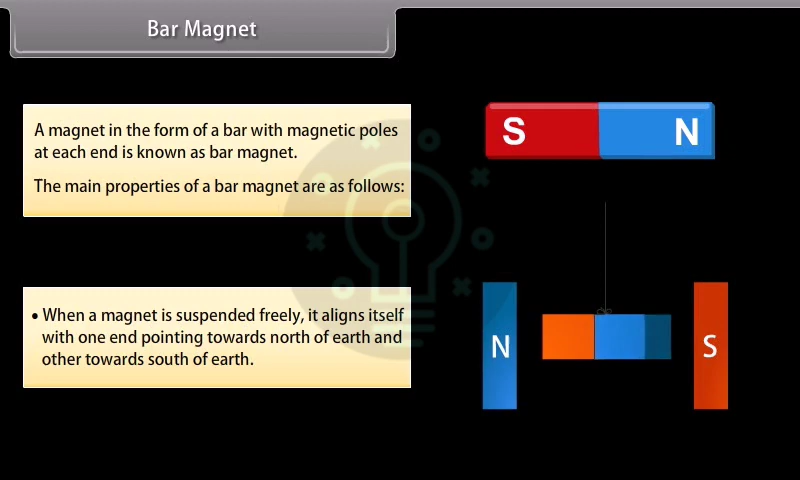 Bar Magnet
A magnet in the form of a bar with magnetic poles
at each end is known as bar magnet.
The main properties of a bar magnet are as follows:
S N
• When a magnet is suspended freely, it aligns itself
with one end pointing towards north of earth and
other towards south of earth.
N S